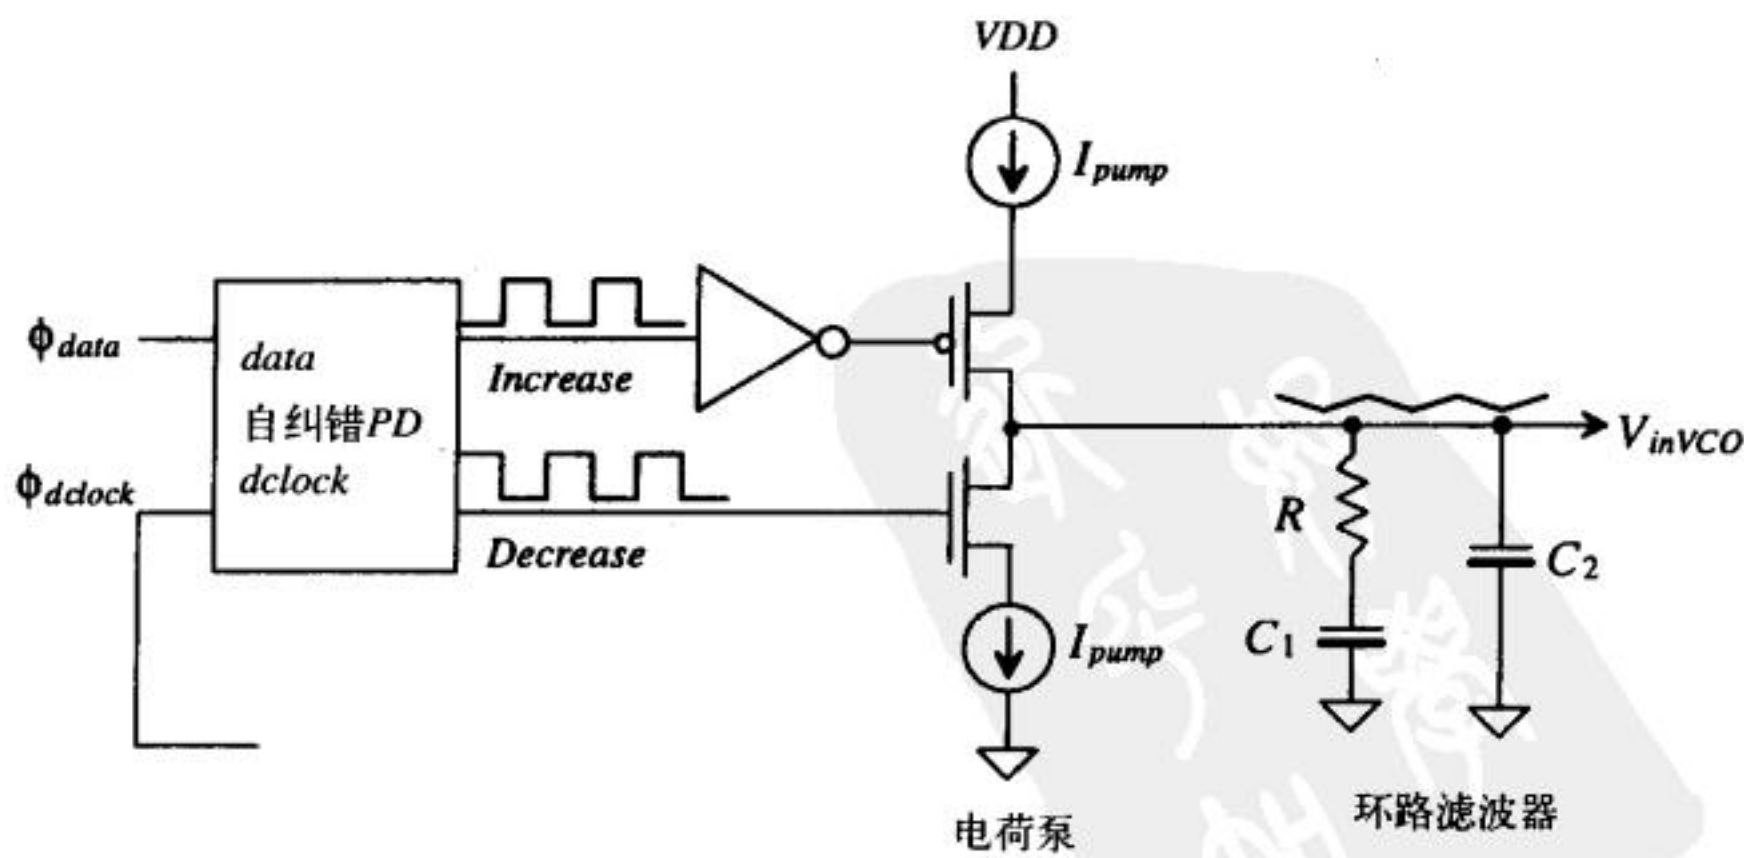 VDD
I_pump
ϕ_data
data
Increase
自纠错PD
V_inVCO
ϕ_dclock
dclock
R
Decrease
C_2
C_1
I_pump
电荷泵
环路滤波器